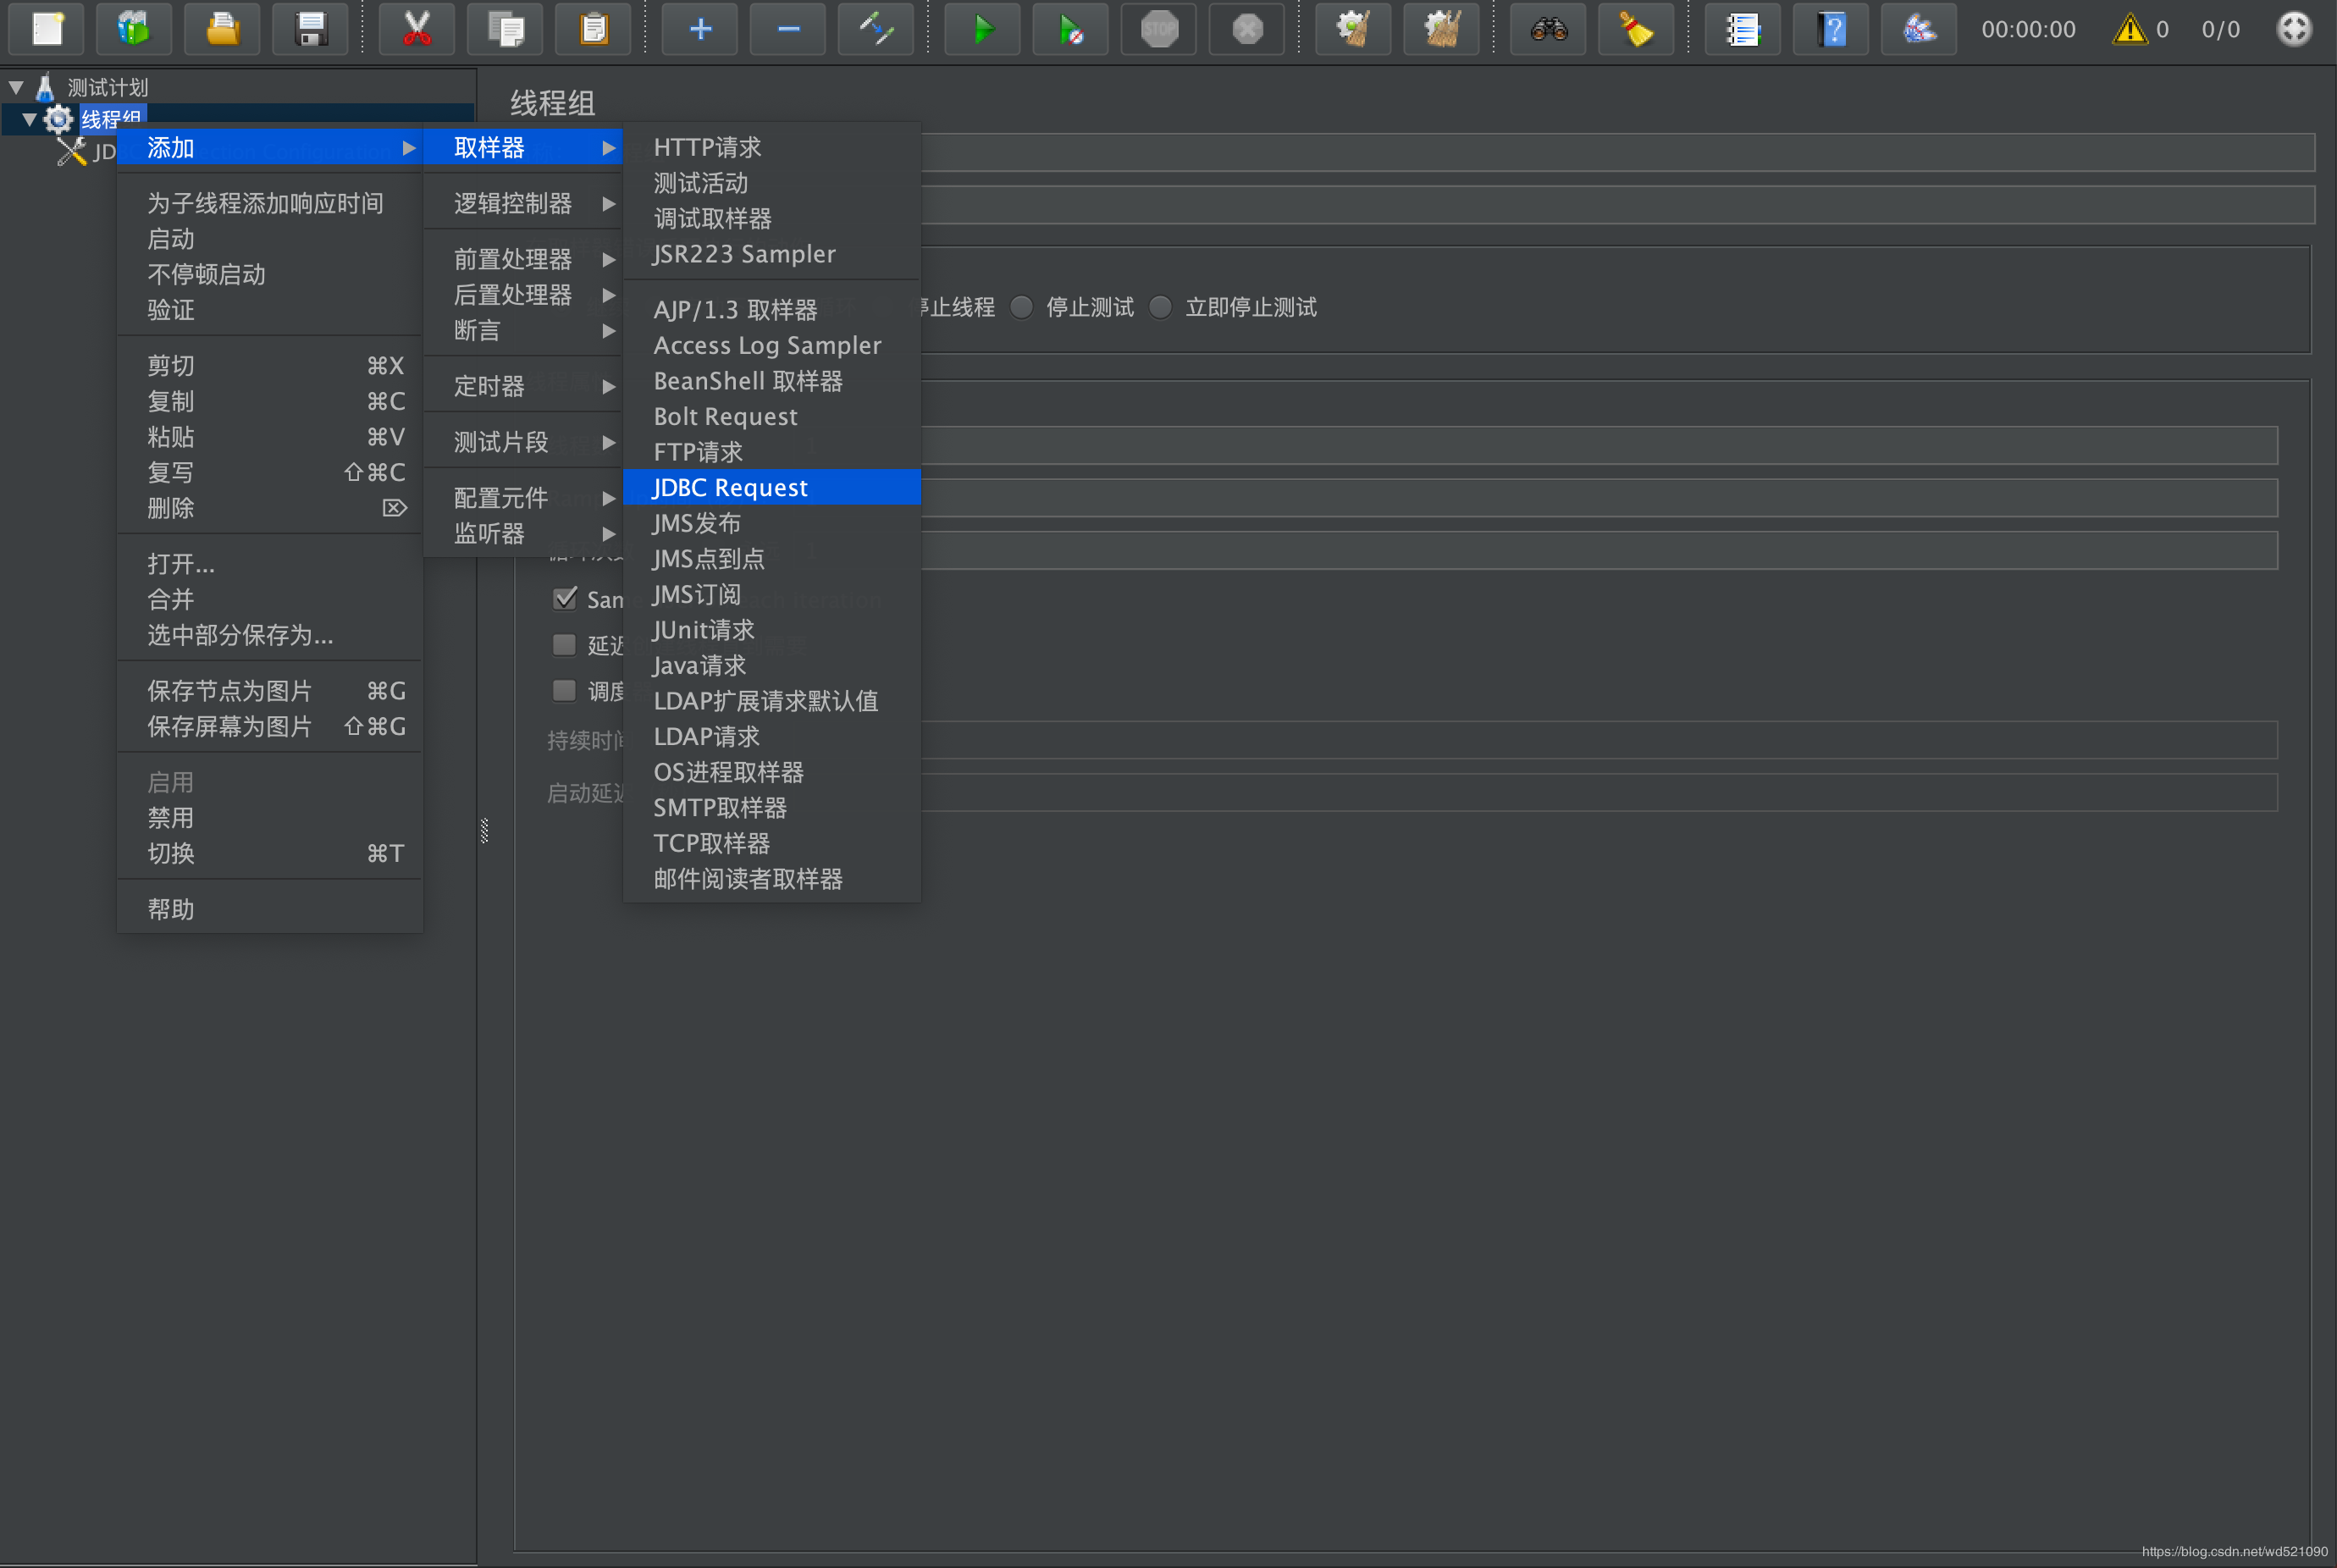 STOP
00:00:00
0
0/0
测试计划
线程组
JD
线程组
添加
为子线程添加响应时间
启动
不停顿启动
验证
剪切 ⌘X
复制 ⌘C
粘贴 ⌘V
复写 ⇧⌘C
删除 ⌦
打开...
合并
选中部分保存为...
保存节点为图片 ⌘G
保存屏幕为图片 ⇧⌘G
启用
禁用
切换 ⌘T
帮助
取样器
逻辑控制器
前置处理器
后置处理器
断言
定时器
测试片段
配置元件
监听器
HTTP请求
测试活动
调试取样器
JSR223 Sampler
AJP/1.3 取样器
Access Log Sampler
BeanShell 取样器
Bolt Request
FTP请求
JDBC Request
JMS发布
JMS点到点
JMS订阅
JUnit请求
Java请求
LDAP扩展请求默认值
LDAP请求
OS进程取样器
SMTP取样器
TCP取样器
邮件阅读者取样器
停止线程 停止测试 立即停止测试
Sam each iteration
延迟 需要
调度
持续时间
启动延迟
https://blog.csdn.net/wd521090